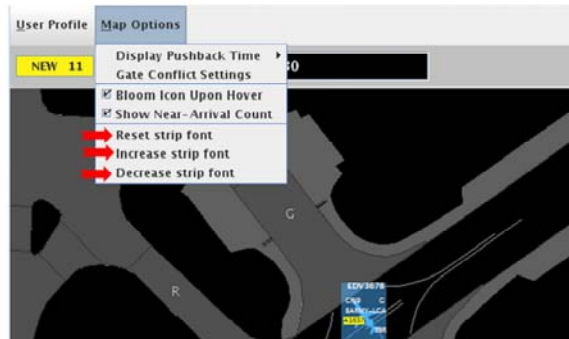 User Profile Map Options
NEW 11
Display Pushback Time
Gate Conflict Settings
Bloom Icon Upon Hover
Show Near-Arrival Count
Reset strip font
Increase strip font
Decrease strip font
G
R
EDV3678